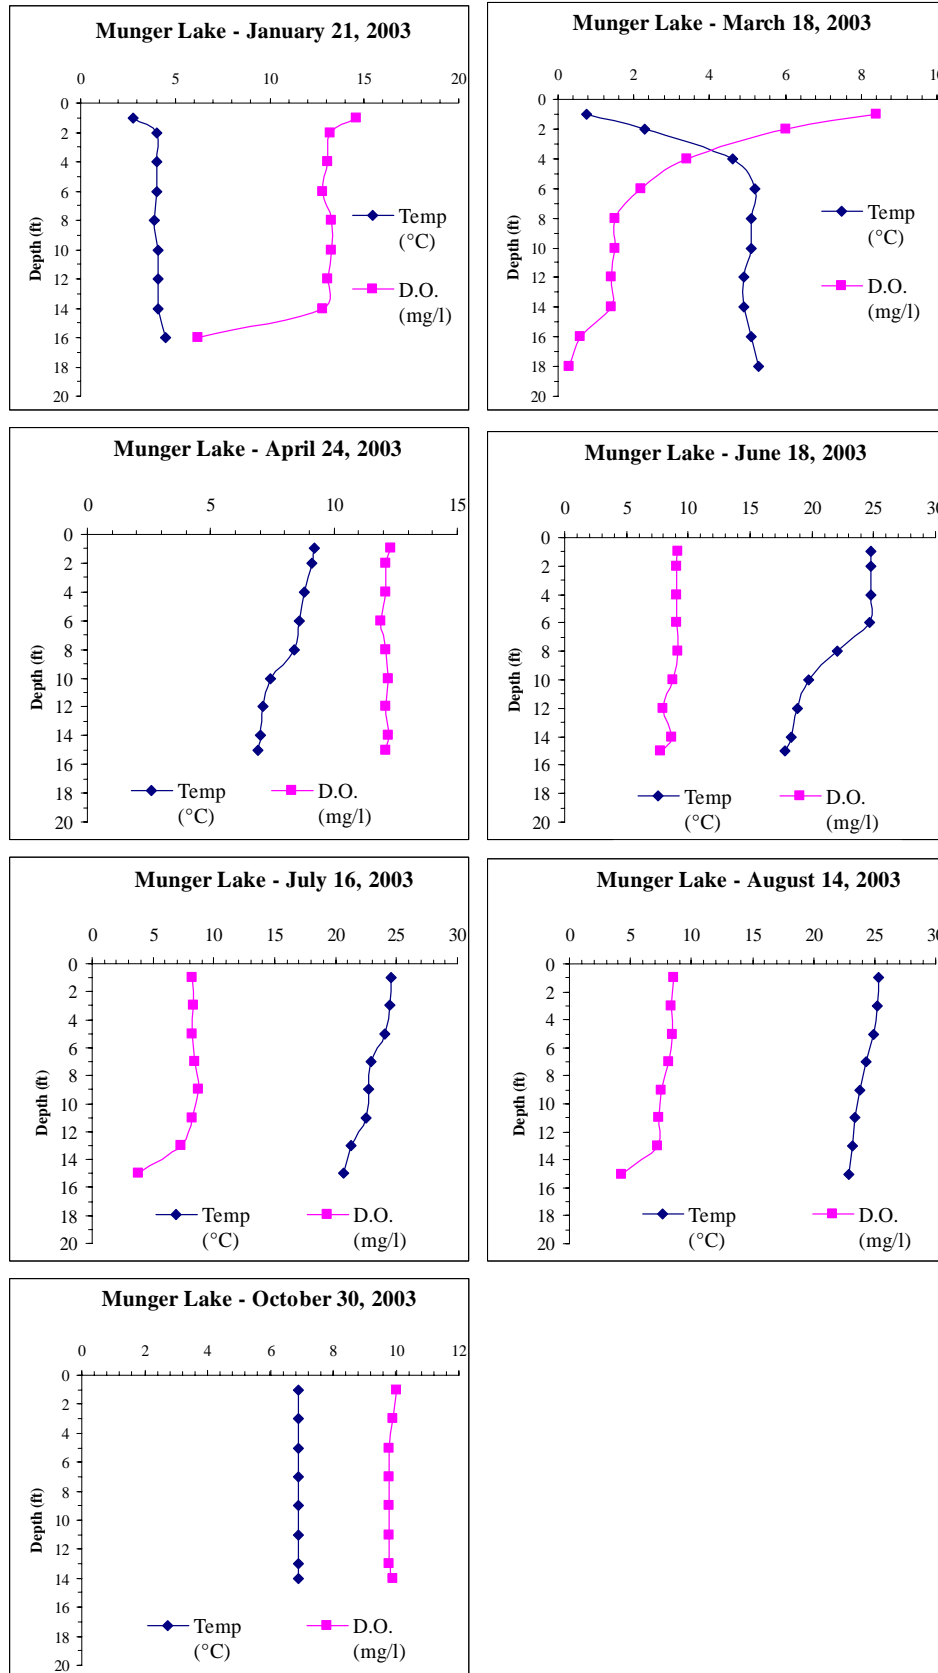 Munger Lake - January 21, 2003
0 5 10 15 20
0
2
4
6
8
10
12
14
16
18
20
Depth (ft)
Temp
(°C)
D.O.
(mg/l)
Munger Lake - March 18, 2003
0 2 4 6 8 10
0
2
4
6
8
10
12
14
16
18
20
Depth (ft)
Temp
(°C)
D.O.
(mg/l)
Munger Lake - April 24, 2003
0 5 10 15
0
2
4
6
8
10
12
14
16
18
20
Depth (ft)
Temp
(°C)
D.O.
(mg/l)
Munger Lake - June 18, 2003
0 5 10 15 20 25 30
0
2
4
6
8
10
12
14
16
18
20
Depth (ft)
Temp
(°C)
D.O.
(mg/l)
Munger Lake - July 16, 2003
0 5 10 15 20 25 30
0
2
4
6
8
10
12
14
16
18
20
Depth (ft)
Temp
(°C)
D.O.
(mg/l)
Munger Lake - August 14, 2003
0 5 10 15 20 25 30
0
2
4
6
8
10
12
14
16
18
20
Depth (ft)
Temp
(°C)
D.O.
(mg/l)
Munger Lake - October 30, 2003
0 2 4 6 8 10 12
0
2
4
6
8
10
12
14
16
18
20
Depth (ft)
Temp
(°C)
D.O.
(mg/l)